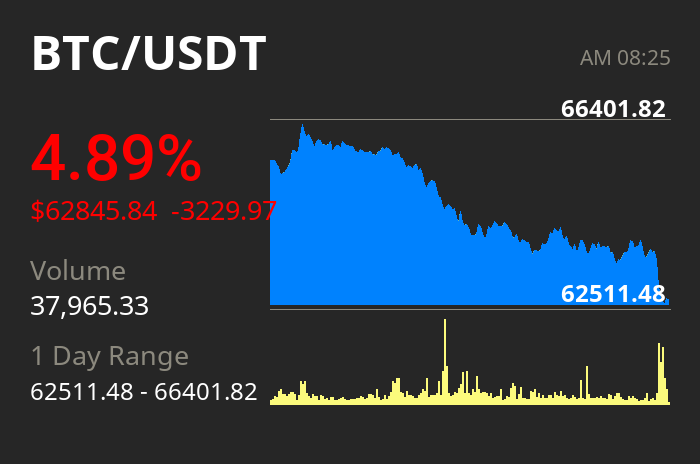 BTC/USDT
AM 08:25
66401.82
4.89%
$62845.84 -3229.97
Volume
37,965.33
62511.48
1 Day Range
62511.48 - 66401.82